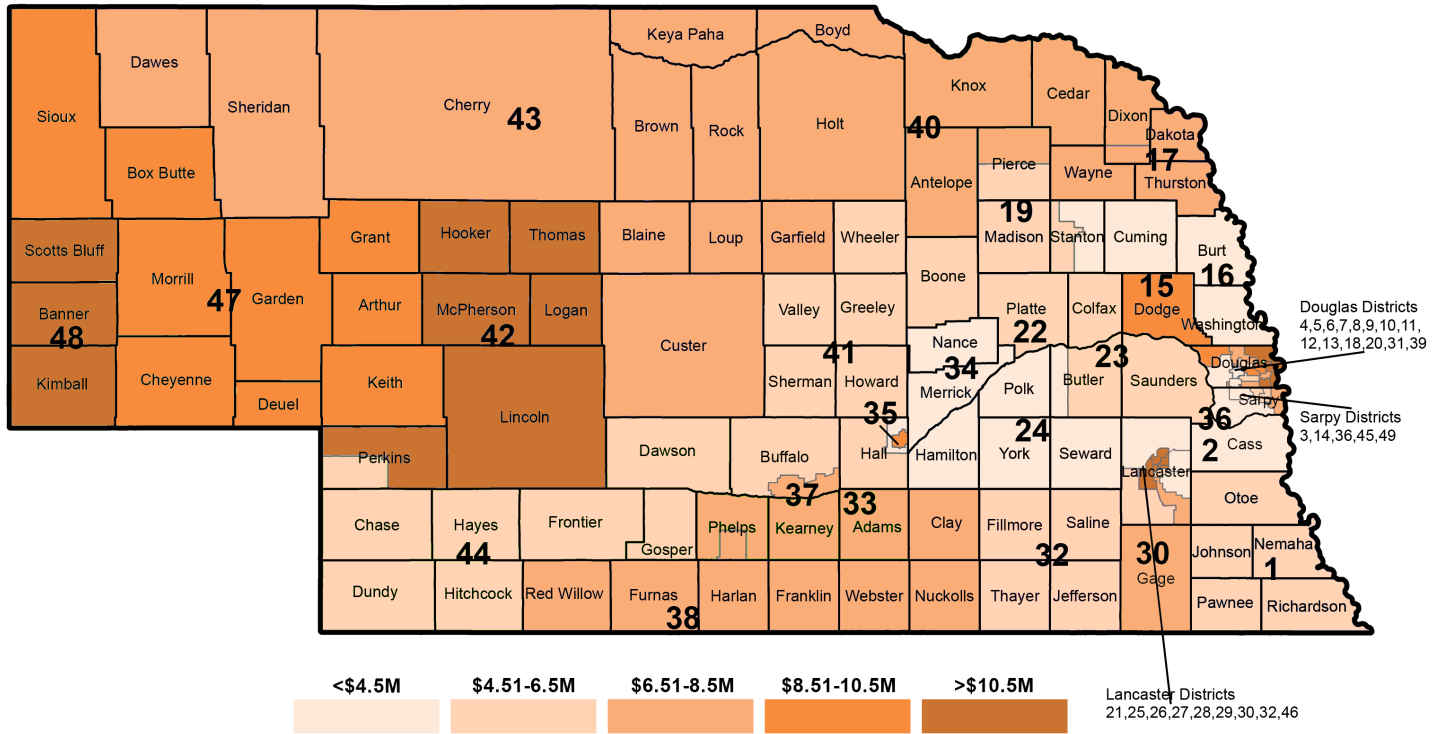 Keya Paha
Boyd
Dawes
Knox
Cedar
Sheridan
Cherry
43
Sioux
Brown
Rock
Holt
40
Dixon
Dakota
17
Box Butte
Antelope
Pierce
Wayne
Thurston
Scotts Bluff
Grant
Hooker
Thomas
Blaine
Loup
Garfield
Wheeler
19
Madison
Stanton
Cuming
Burt
16
Morrill
47
Garden
Banner
48
Arthur
McPherson
42
Logan
Valley
Greeley
Boone
Platte
22
Colfax
15
Dodge
Washington
Custer
41
Nance
34
23
Douglas
Kimball
Cheyenne
Deuel
Keith
Lincoln
Sherman
Howard
35
Merrick
Polk
Butler
Saunders
Sarpy
36
Perkins
Dawson
Buffalo
37
Hall
Hamilton
24
York
Seward
Lancaster
2
Cass
Otoe
Chase
Hayes
44
Frontier
Gosper
Phelps
Kearney
33
Adams
Clay
Fillmore
Saline
32
30
Gage
Johnson
Nemaha
1
Dundy
Hitchcock
Red Willow
Furnas
38
Harlan
Franklin
Webster
Nuckolls
Thayer
Jefferson
Pawnee
Richardson
Douglas Districts
4,5,6,7,8,9,10,11,
12,13,18,20,31,39
Sarpy Districts
3,14,36,45,49
Lancaster Districts
21,25,26,27,28,29,30,32,46
<$4.5M
$4.51-6.5M
$6.51-8.5M
$8.51-10.5M
>$10.5M